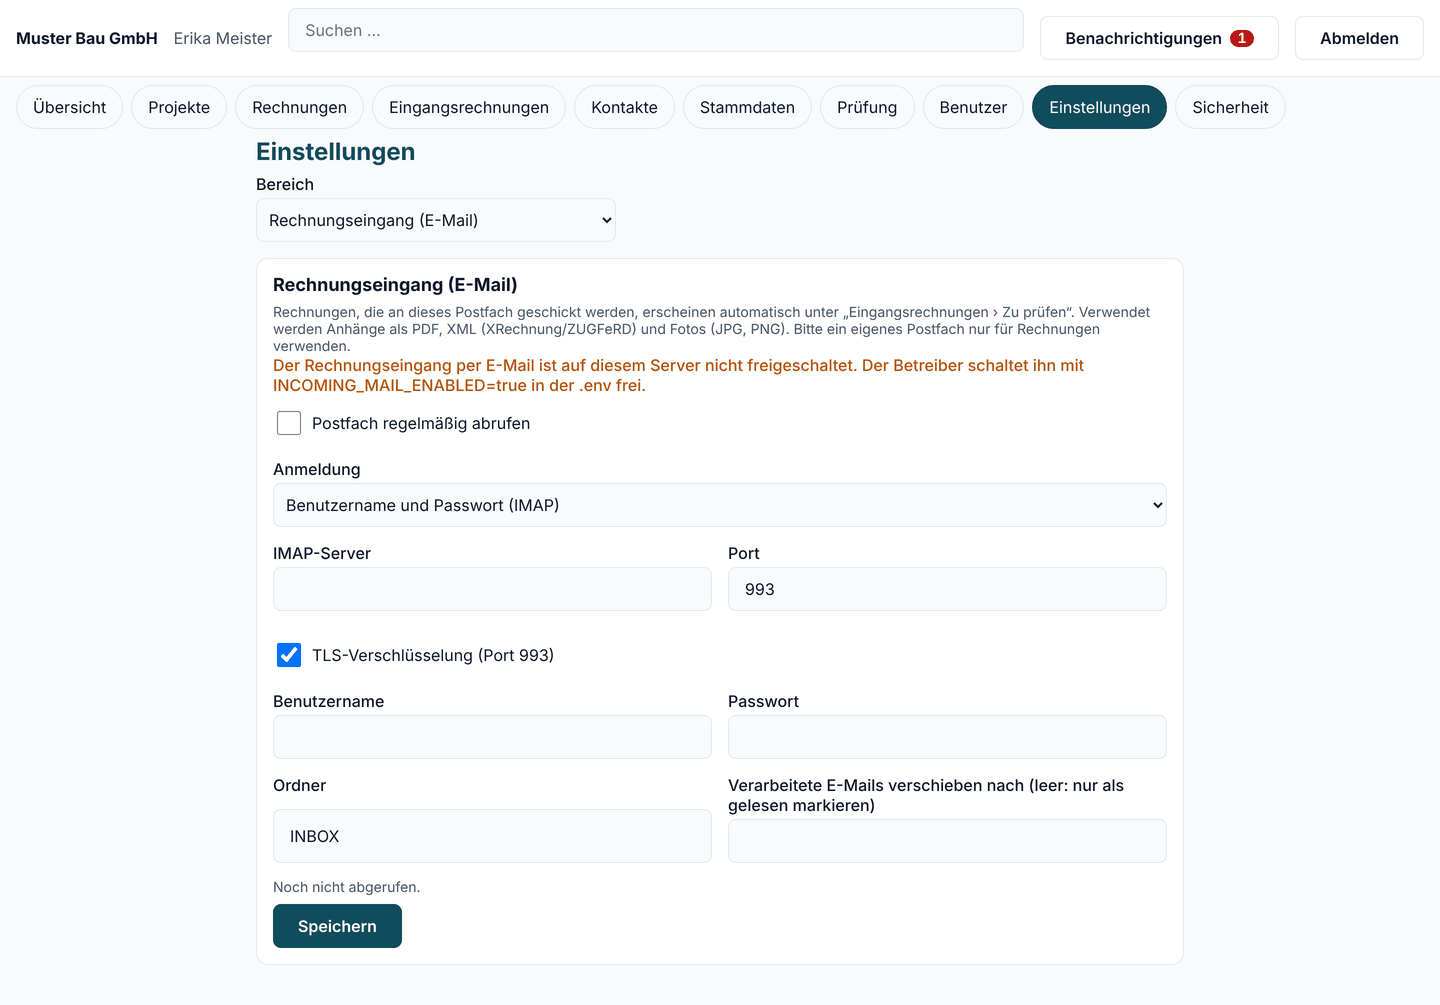 Muster Bau GmbH Erika Meister Suchen ... Benachrichtigungen 1 Abmelden
Übersicht Projekte Rechnungen Eingangsrechnungen Kontakte Stammdaten Prüfung Benutzer Einstellungen Sicherheit
Einstellungen
Bereich
Rechnungseingang (E-Mail)
Rechnungseingang (E-Mail)
Rechnungen, die an dieses Postfach geschickt werden, erscheinen automatisch unter „Eingangsrechnungen › Zu prüfen“. Verwendet
werden Anhänge als PDF, XML (XRechnung/ZUGFeRD) und Fotos (JPG, PNG). Bitte ein eigenes Postfach nur für Rechnungen
verwenden.
Der Rechnungseingang per E-Mail ist auf diesem Server nicht freigeschaltet. Der Betreiber schaltet ihn mit
INCOMING_MAIL_ENABLED=true in der .env frei.
Postfach regelmäßig abrufen
Anmeldung
Benutzername und Passwort (IMAP)
IMAP-Server Port
993
TLS-Verschlüsselung (Port 993)
Benutzername Passwort
Ordner Verarbeitete E-Mails verschieben nach (leer: nur als
gelesen markieren)
INBOX
Noch nicht abgerufen.
Speichern